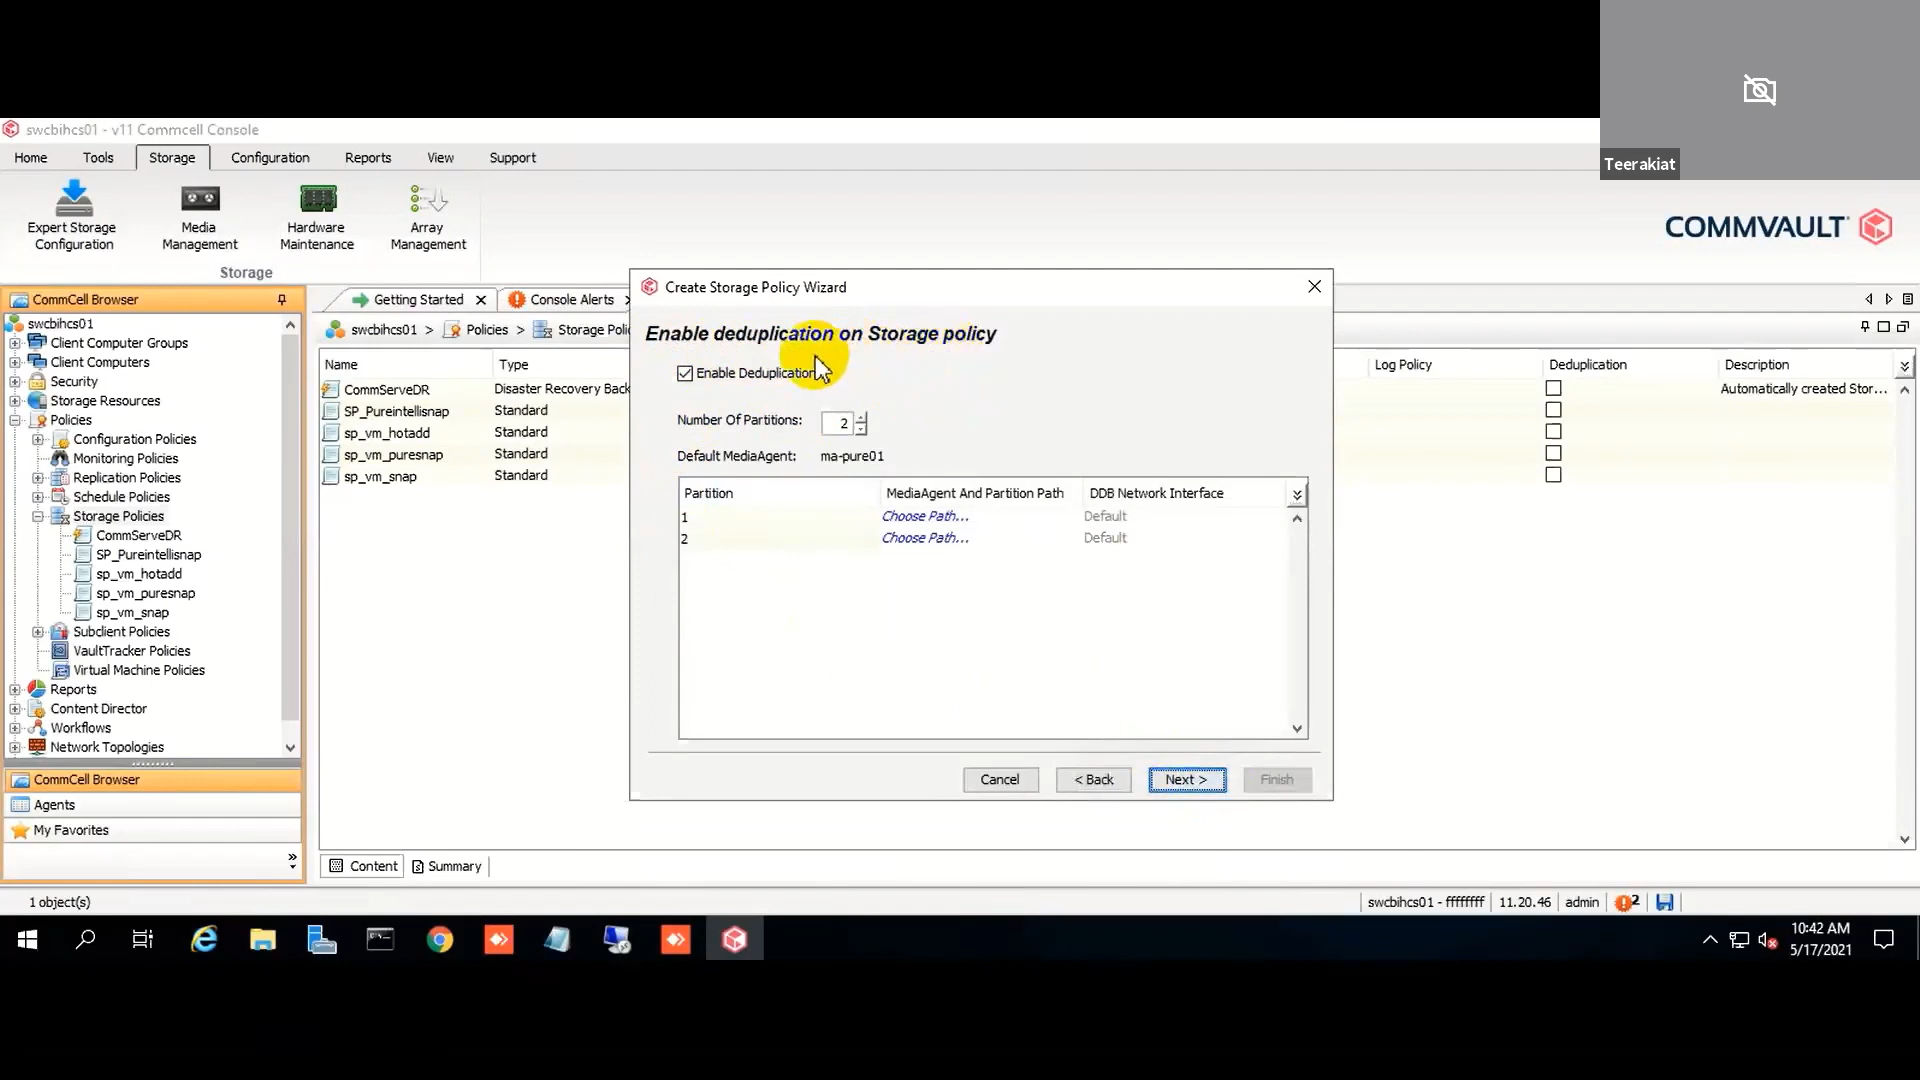 Teerakiat
swcbihcs01 - v11 Commcell Console
Home Tools Storage Configuration Reports View Support
Expert Storage Configuration
Media Management
Hardware Maintenance
Array Management
Storage
COMMVAULT
CommCell Browser
swcbihcs01
Client Computer Groups
Client Computers
Security
Storage Resources
Policies
Configuration Policies
Monitoring Policies
Replication Policies
Schedule Policies
Storage Policies
CommServeDR
SP_Pureintellisnap
sp_vm_hotadd
sp_vm_puresnap
sp_vm_snap
Subclient Policies
VaultTracker Policies
Virtual Machine Policies
Reports
Content Director
Workflows
Network Topologies
CommCell Browser
Agents
My Favorites
Getting Started Console Alerts
swcbihcs01 > Policies > Storage Poli
Name Type Log Policy Deduplication Description
CommServeDR Disaster Recovery Back Automatically created Stor...
SP_Pureintellisnap Standard
sp_vm_hotadd Standard
sp_vm_puresnap Standard
sp_vm_snap Standard
Create Storage Policy Wizard
Enable deduplication on Storage policy
Enable Deduplication
Number Of Partitions: 2
Default MediaAgent: ma-pure01
Partition MediaAgent And Partition Path DDB Network Interface
1 Choose Path... Default
2 Choose Path... Default
Cancel < Back Next > Finish
Content Summary
1 object(s)
swcbihcs01 - ffffffff 11.20.46 admin 2
10:42 AM
5/17/2021